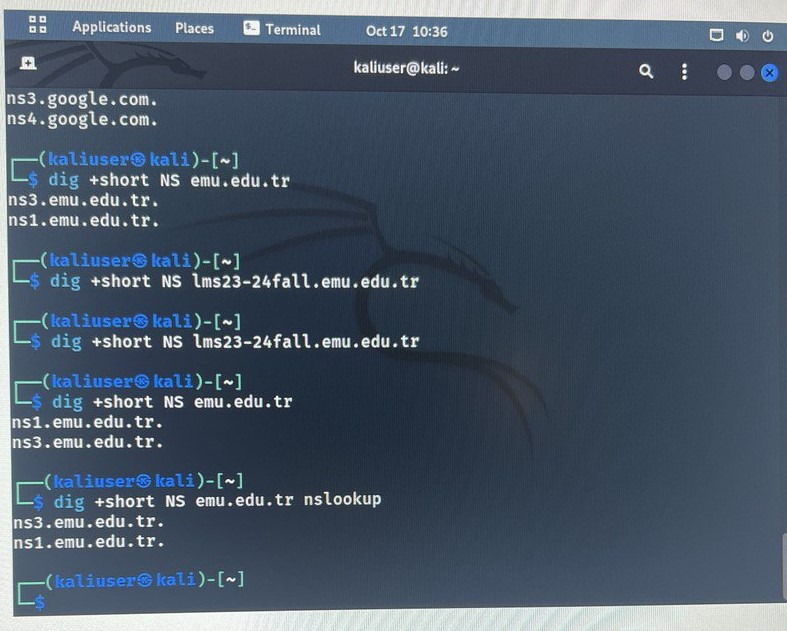 Applications Places Terminal Oct 17 10:36
kaliuser@kali: ~
ns3.google.com.
ns4.google.com.
┌──(kaliuser㉿kali)-[~]
└─$ dig +short NS emu.edu.tr
ns3.emu.edu.tr.
ns1.emu.edu.tr.
┌──(kaliuser㉿kali)-[~]
└─$ dig +short NS lms23-24fall.emu.edu.tr
┌──(kaliuser㉿kali)-[~]
└─$ dig +short NS lms23-24fall.emu.edu.tr
┌──(kaliuser㉿kali)-[~]
└─$ dig +short NS emu.edu.tr
ns1.emu.edu.tr.
ns3.emu.edu.tr.
┌──(kaliuser㉿kali)-[~]
└─$ dig +short NS emu.edu.tr nslookup
ns3.emu.edu.tr.
ns1.emu.edu.tr.
┌──(kaliuser㉿kali)-[~]
└─$